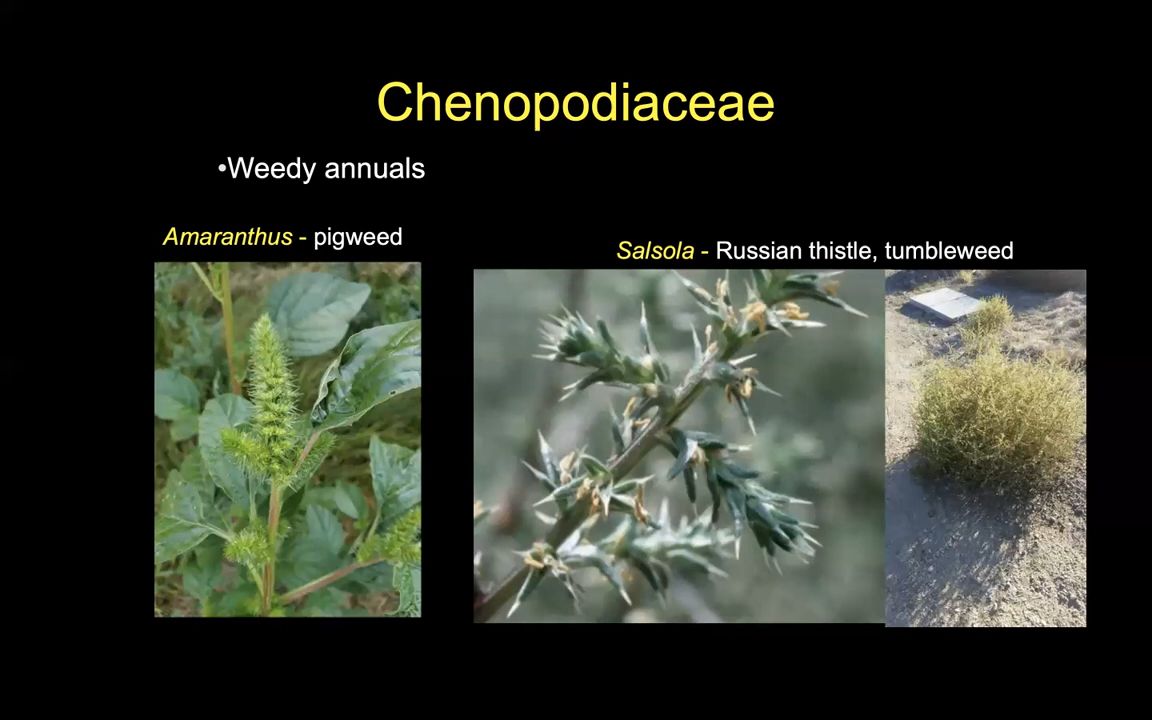 Chenopodiaceae
•Weedy annuals
Amaranthus - pigweed
Salsola - Russian thistle, tumbleweed